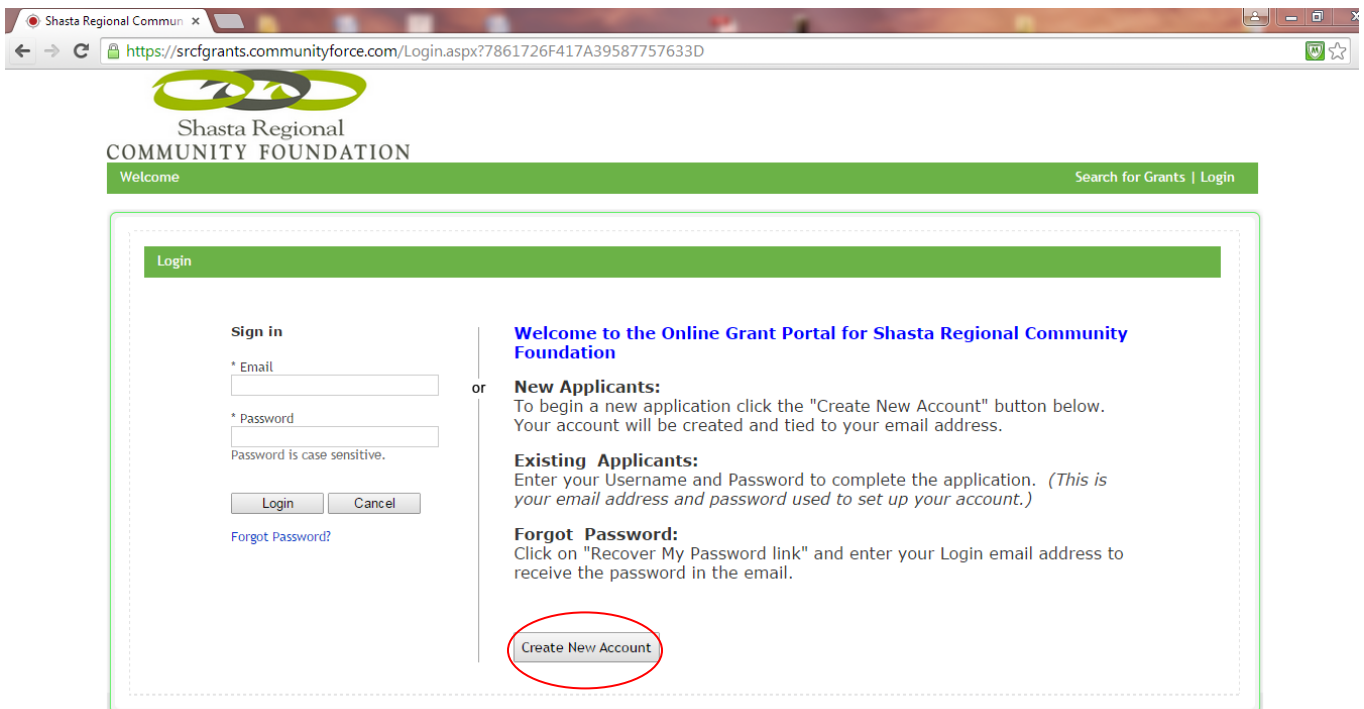 Shasta Regional Commun
https://srcfgrants.communityforce.com/Login.aspx?7861726F417A39587757633D
Shasta Regional
COMMUNITY FOUNDATION
Welcome
Search for Grants | Login
Login
Sign in
* Email
* Password
Password is case sensitive.
Login Cancel
Forgot Password?
or
Welcome to the Online Grant Portal for Shasta Regional Community
Foundation
New Applicants:
To begin a new application click the "Create New Account" button below.
Your account will be created and tied to your email address.
Existing Applicants:
Enter your Username and Password to complete the application. (This is
your email address and password used to set up your account.)
Forgot Password:
Click on "Recover My Password link" and enter your Login email address to
receive the password in the email.
Create New Account